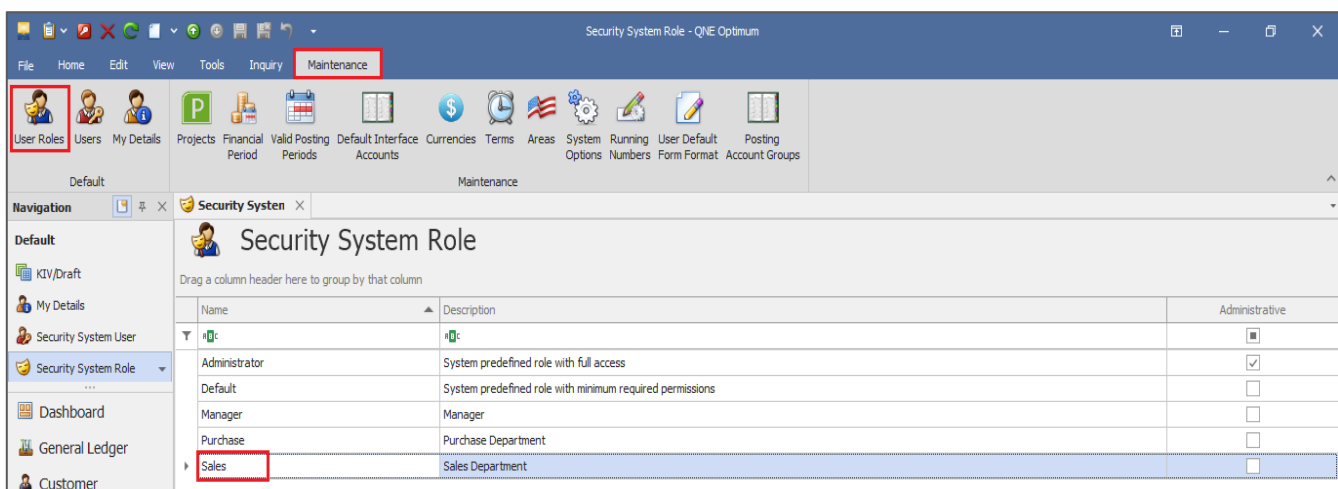 Security System Role - QNE Optimum
File Home Edit View Tools Inquiry Maintenance
User Roles Users My Details Projects Financial Period Valid Posting Periods Default Interface Accounts Currencies Terms Areas System Options Running Numbers User Default Form Format Posting Account Groups
Default Maintenance
Navigation Security System
Default
KIV/Draft
My Details
Security System User
Security System Role
Dashboard
General Ledger
Customer
Security System Role
Drag a column header here to group by that column
Name Description Administrative
Administrator System predefined role with full access
Default System predefined role with minimum required permissions
Manager Manager
Purchase Purchase Department
Sales Sales Department